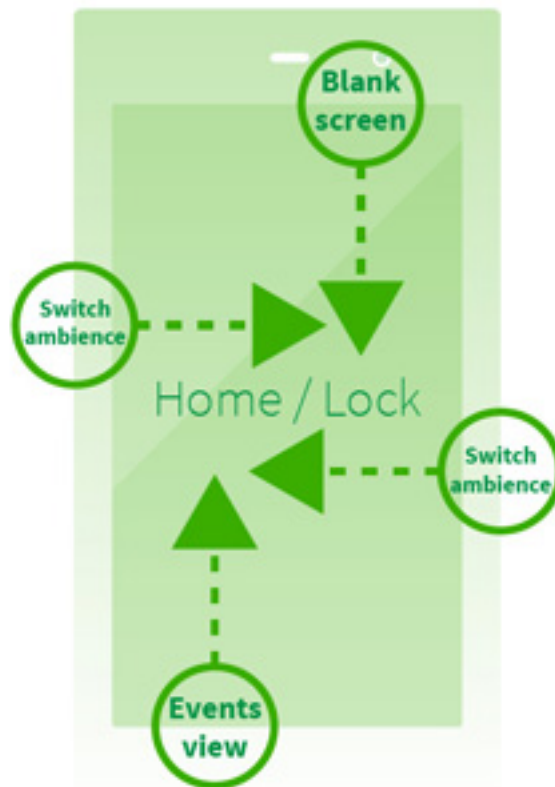 Blank
screen
Switch
ambience
Home / Lock
Switch
ambience
Events
view